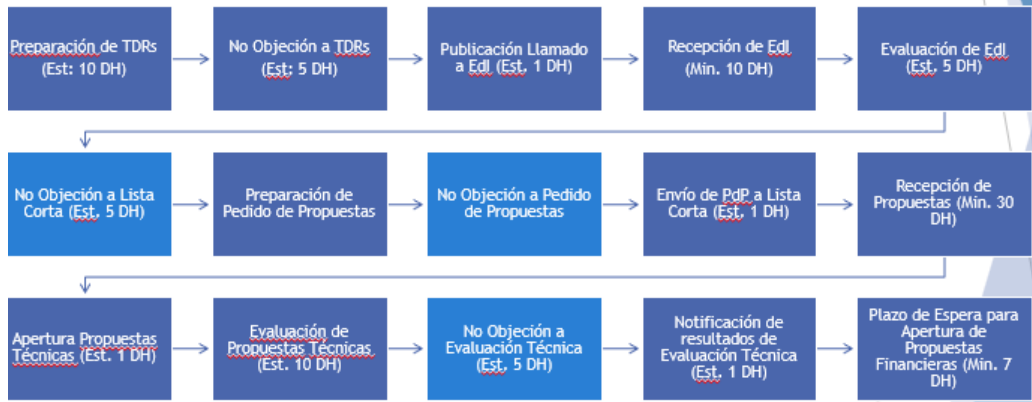 Preparación de TDRs
(Est: 10 DH)
No Objeción a TDRs
(Est: 5 DH)
Publicación Llamado
a EdI (Est. 1 DH)
Recepción de EdI
(Min. 10 DH)
Evaluación de EdI
(Est. 5 DH)
No Objeción a Lista
Corta (Est. 5 DH)
Preparación de
Pedido de Propuestas
No Objeción a Pedido
de Propuestas
Envío de PdP a Lista
Corta (Est. 1 DH)
Recepción de
Propuestas (Min. 30
DH)
Apertura Propuestas
Técnicas (Est. 1 DH)
Evaluación de
Propuestas Técnicas
(Est. 10 DH)
No Objeción a
Evaluación Técnica
(Est. 5 DH)
Notificación de
resultados de
Evaluación Técnica
(Est. 1 DH)
Plazo de Espera para
Apertura de
Propuestas
Financieras (Min. 7
DH)